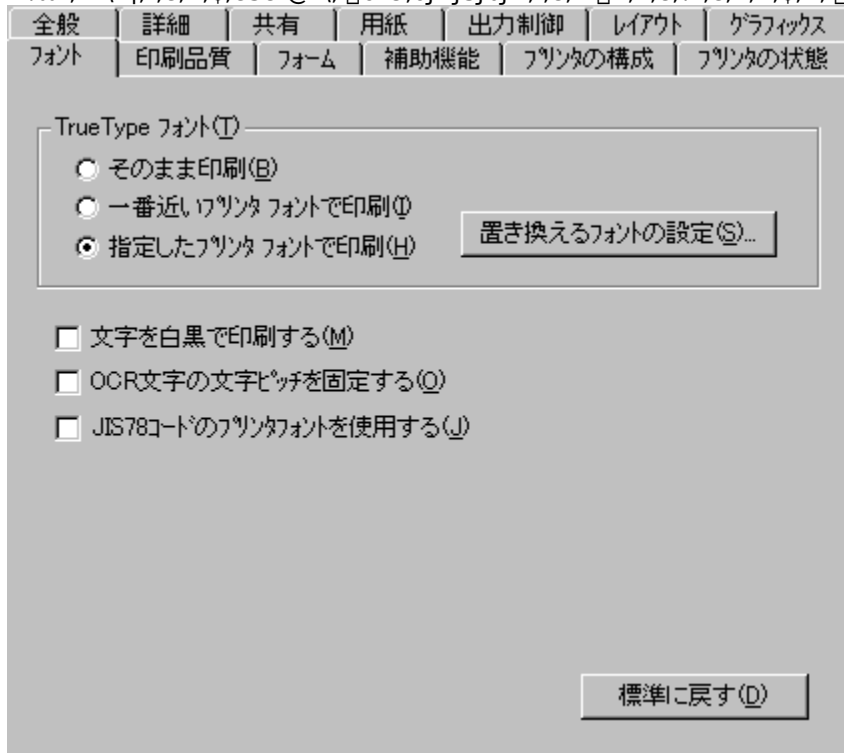 全般 詳細 共有 用紙 出力制御 ﾚｲｱｳﾄ ｸﾞﾗﾌｨｯｸｽ
ﾌｫﾝﾄ 印刷品質 ﾌｫｰﾑ 補助機能 ﾌﾟﾘﾝﾀの構成 ﾌﾟﾘﾝﾀの状態
TrueType ﾌｫﾝﾄ(T)
そのまま印刷(B)
一番近いﾌﾟﾘﾝﾀ ﾌｫﾝﾄで印刷(I)
指定したﾌﾟﾘﾝﾀ ﾌｫﾝﾄで印刷(H)
置き換えるﾌｫﾝﾄの設定(S)...
文字を白黒で印刷する(M)
OCR文字の文字ﾋﾟｯﾁを固定する(O)
JIS78ｺｰﾄﾞのﾌﾟﾘﾝﾀﾌｫﾝﾄを使用する(J)
標準に戻す(D)